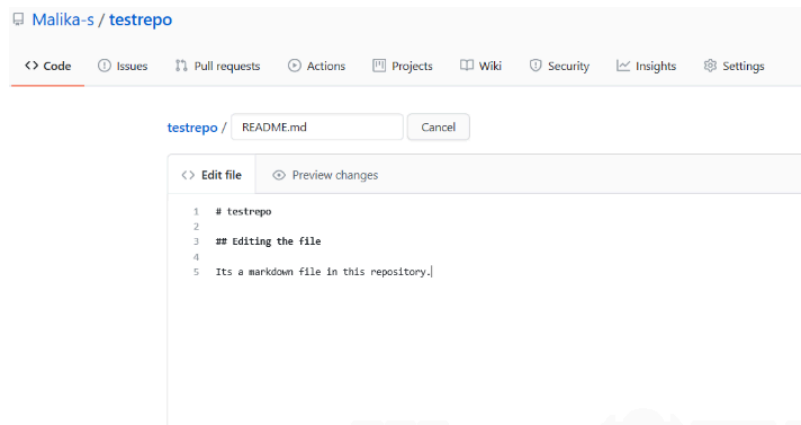 Malika-s / testrepo
<> Code Issues Pull requests Actions Projects Wiki Security Insights Settings
testrepo / README.md Cancel
<> Edit file Preview changes
1 # testrepo
2
3 ## Editing the file
4
5 Its a markdown file in this repository.